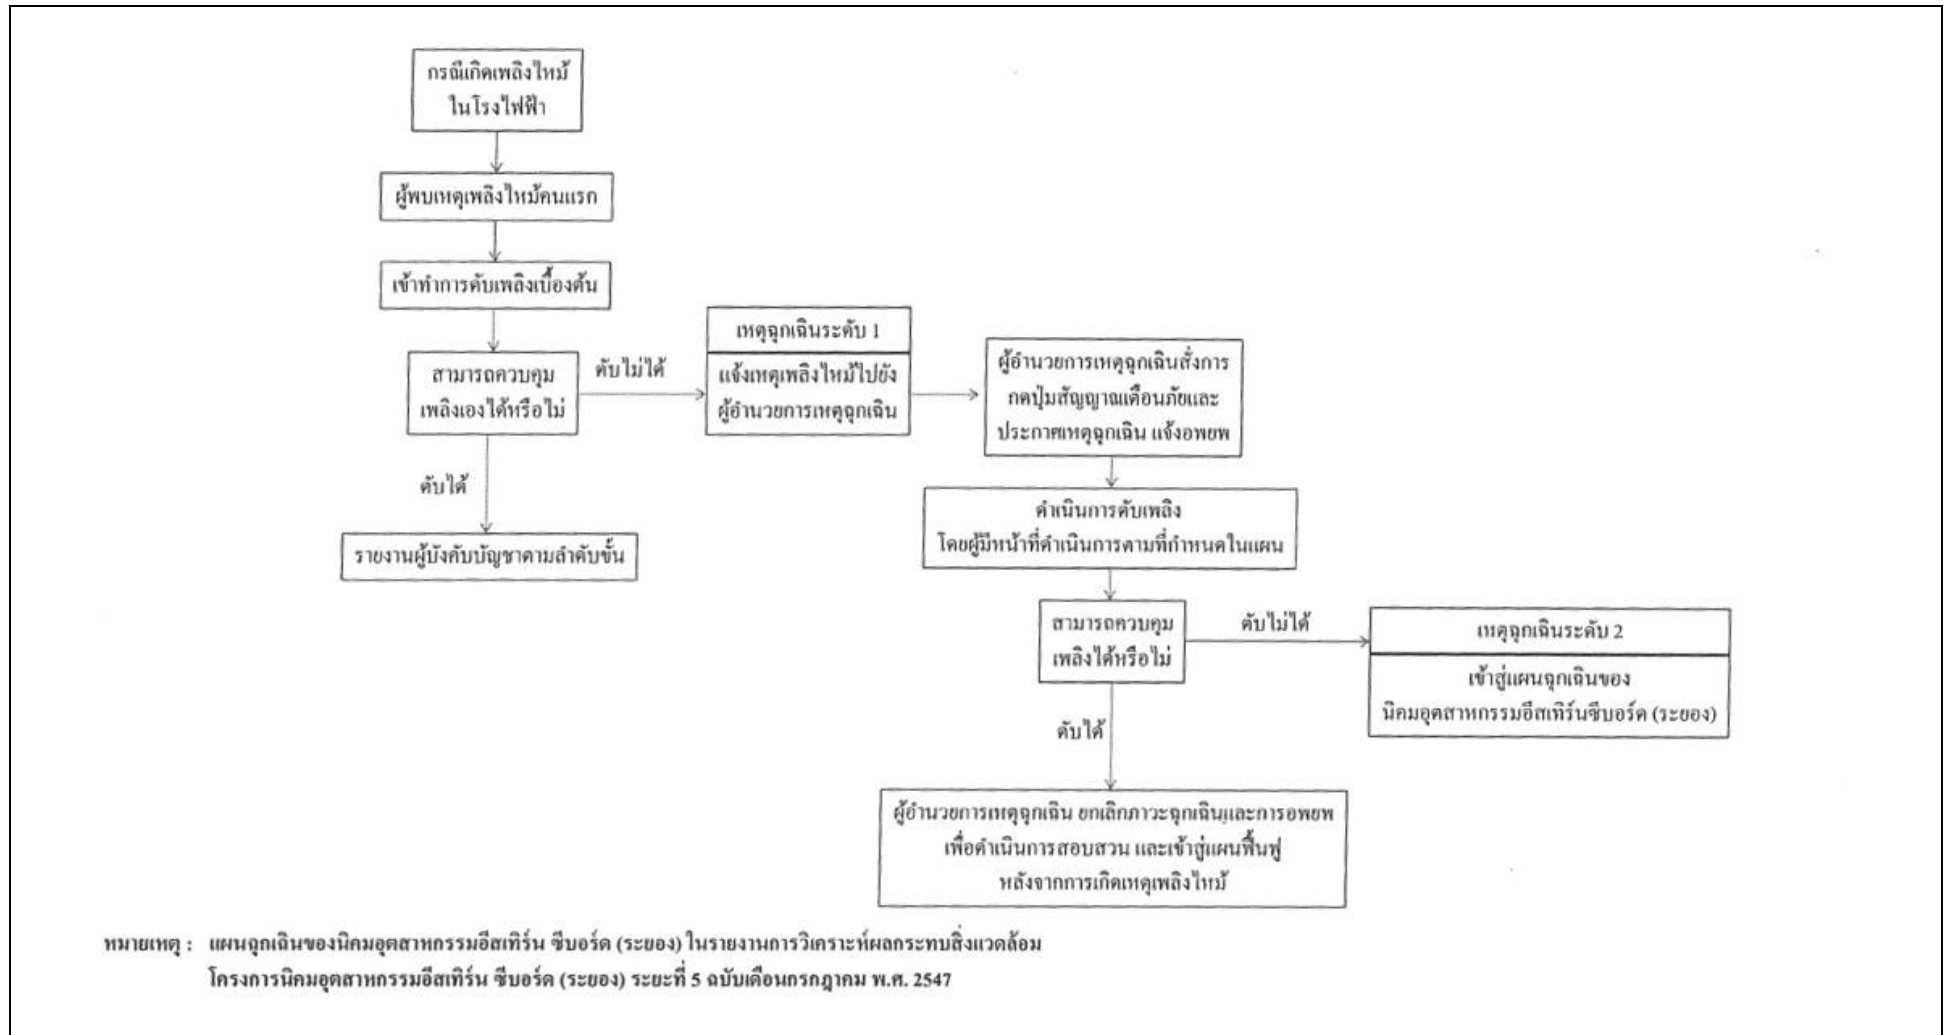 กรณีเกิดเพลิงไหม้
ในโรงไฟฟ้า
ผู้พบเหตุเพลิงไหม้คนแรก
เข้าทำการดับเพลิงเบื้องต้น
สามารถควบคุม
เพลิงเองได้หรือไม่
ดับไม่ได้
ดับได้
รายงานผู้บังคับบัญชาตามลำดับขั้น
เหตุฉุกเฉินระดับ 1
แจ้งเหตุเพลิงไหม้ไปยัง
ผู้อำนวยการเหตุฉุกเฉิน
ผู้อำนวยการเหตุฉุกเฉินสั่งการ
กดปุ่มสัญญาณเตือนภัยและ
ประกาศเหตุฉุกเฉิน แจ้งอพยพ
ดำเนินการดับเพลิง
โดยผู้มีหน้าที่ดำเนินการตามที่กำหนดในแผน
สามารถควบคุม
เพลิงได้หรือไม่
ดับไม่ได้
เหตุฉุกเฉินระดับ 2
เข้าสู่แผนฉุกเฉินของ
นิคมอุตสาหกรรมอีสเทิร์นซีบอร์ด (ระยอง)
ดับได้
ผู้อำนวยการเหตุฉุกเฉิน ยกเลิกภาวะฉุกเฉินและการอพยพ
เพื่อดำเนินการสอบสวน และเข้าสู่แผนฟื้นฟู
หลังจากการเกิดเหตุเพลิงไหม้
หมายเหตุ : แผนฉุกเฉินของนิคมอุตสาหกรรมอีสเทิร์น ซีบอร์ด (ระยอง) ในรายงานการวิเคราะห์ผลกระทบสิ่งแวดล้อม
โครงการนิคมอุตสาหกรรมอีสเทิร์น ซีบอร์ด (ระยอง) ระยะที่ 5 ฉบับเดือนกรกฎาคม พ.ศ. 2547